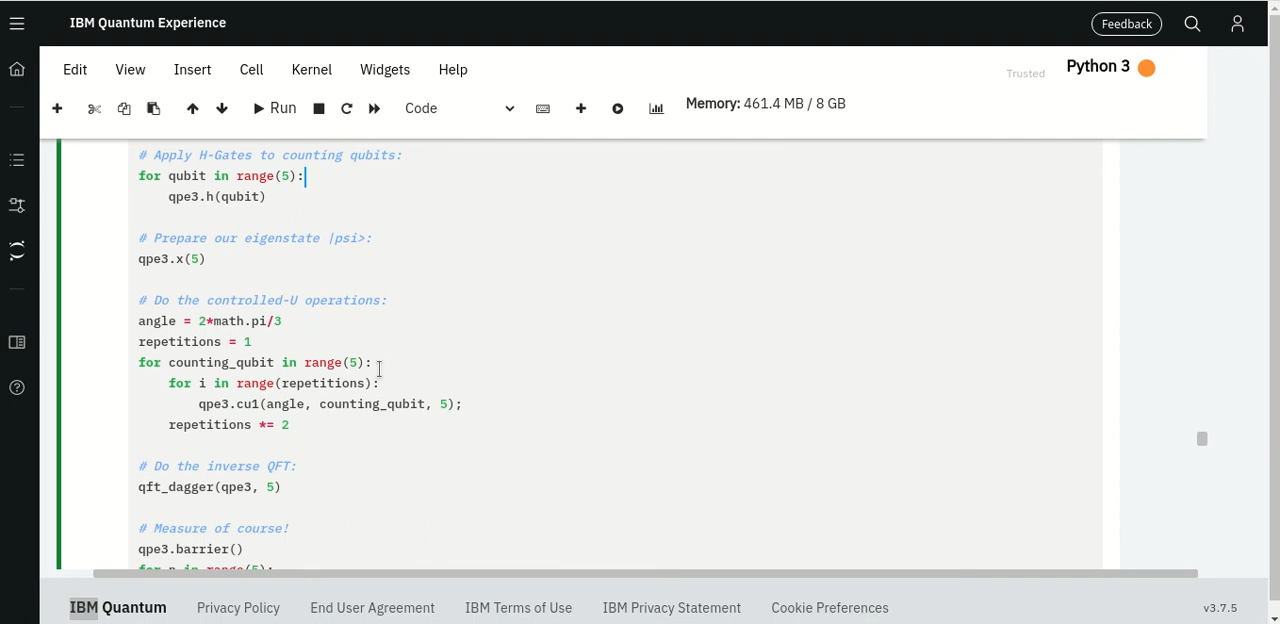 IBM Quantum Experience
Feedback
Edit View Insert Cell Kernel Widgets Help
Trusted
Python 3
Run
Code
Memory: 461.4 MB / 8 GB
# Apply H-Gates to counting qubits:
for qubit in range(5):
    qpe3.h(qubit)
# Prepare our eigenstate |psi>:
qpe3.x(5)
# Do the controlled-U operations:
angle = 2*math.pi/3
repetitions = 1
for counting_qubit in range(5):
    for i in range(repetitions):
        qpe3.cu1(angle, counting_qubit, 5);
    repetitions *= 2
# Do the inverse QFT:
qft_dagger(qpe3, 5)
# Measure of course!
qpe3.barrier()
for n in range(5):
IBM Quantum Privacy Policy End User Agreement IBM Terms of Use IBM Privacy Statement Cookie Preferences v3.7.5